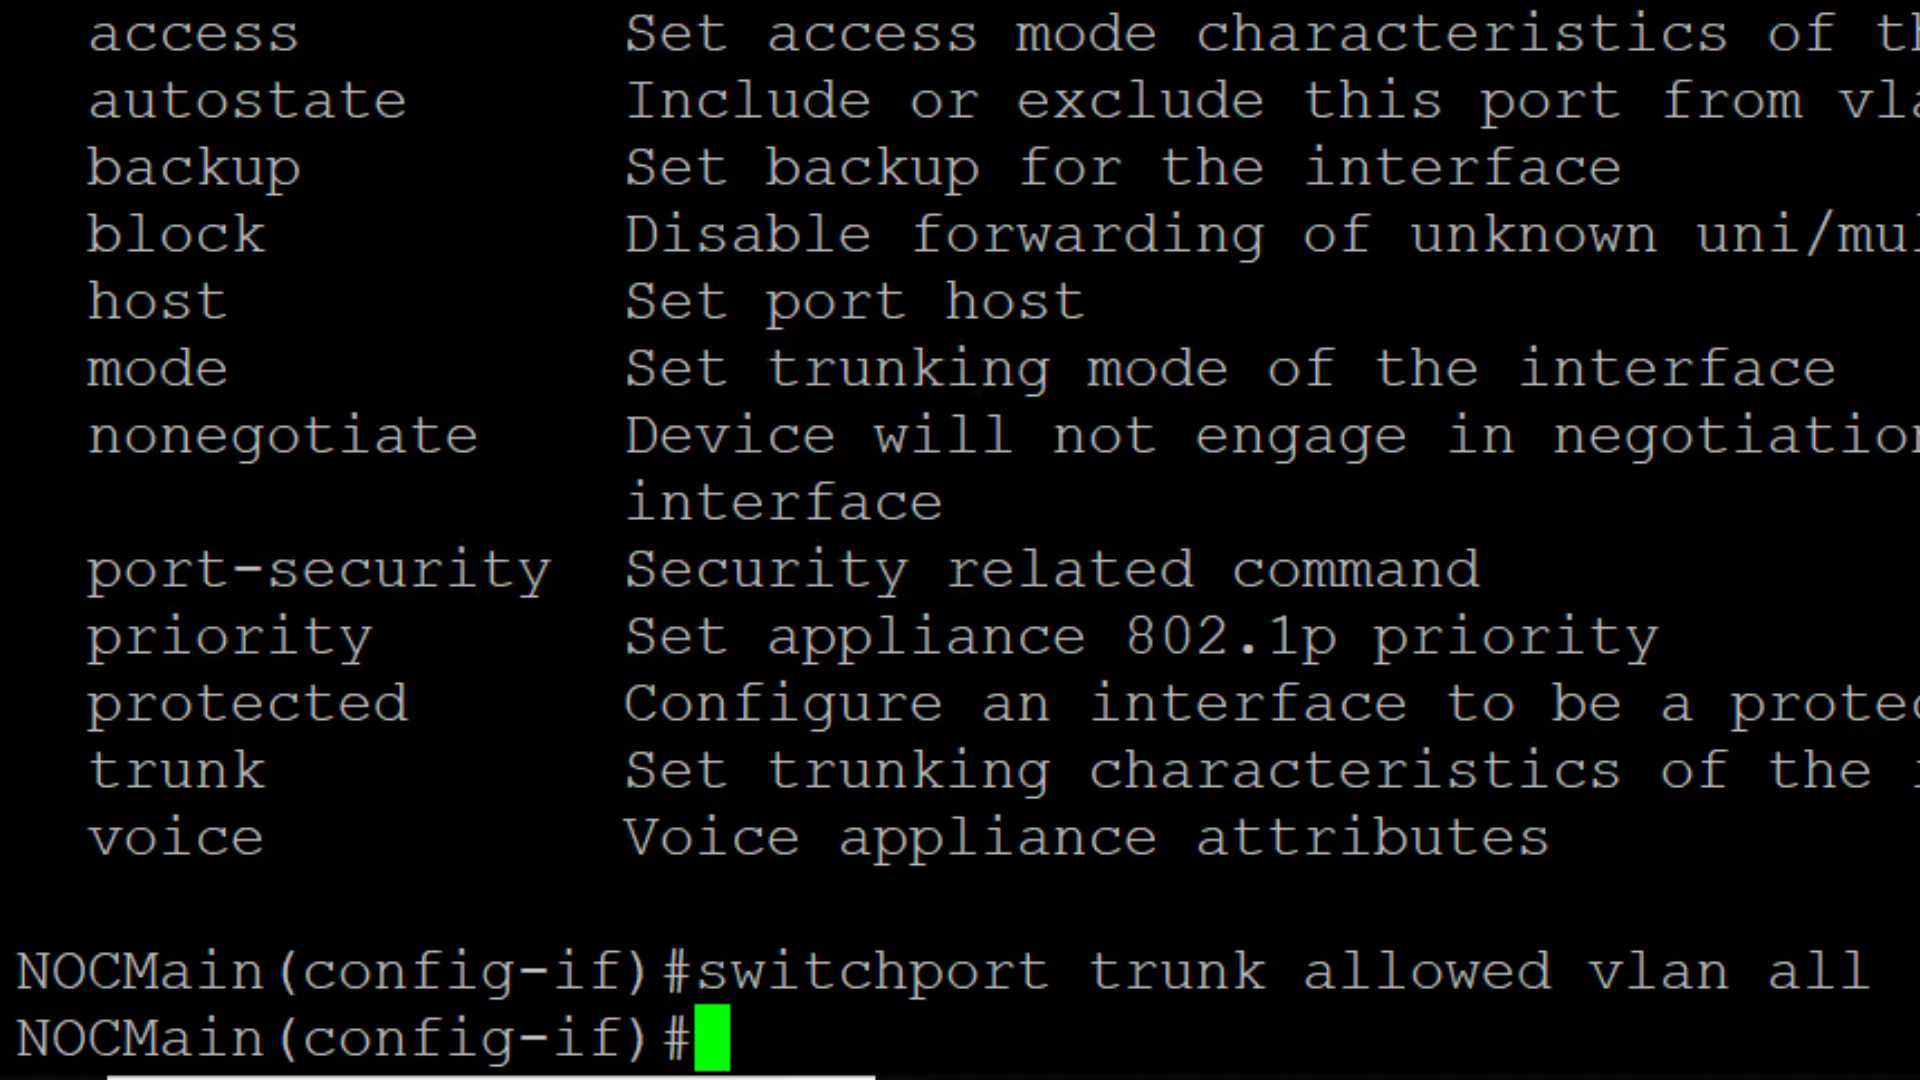 access Set access mode characteristics of th
autostate Include or exclude this port from vla
backup Set backup for the interface
block Disable forwarding of unknown uni/mul
host Set port host
mode Set trunking mode of the interface
nonegotiate Device will not engage in negotiation
interface
port-security Security related command
priority Set appliance 802.1p priority
protected Configure an interface to be a protec
trunk Set trunking characteristics of the i
voice Voice appliance attributes
NOCMain(config-if)#switchport trunk allowed vlan all
NOCMain(config-if)#